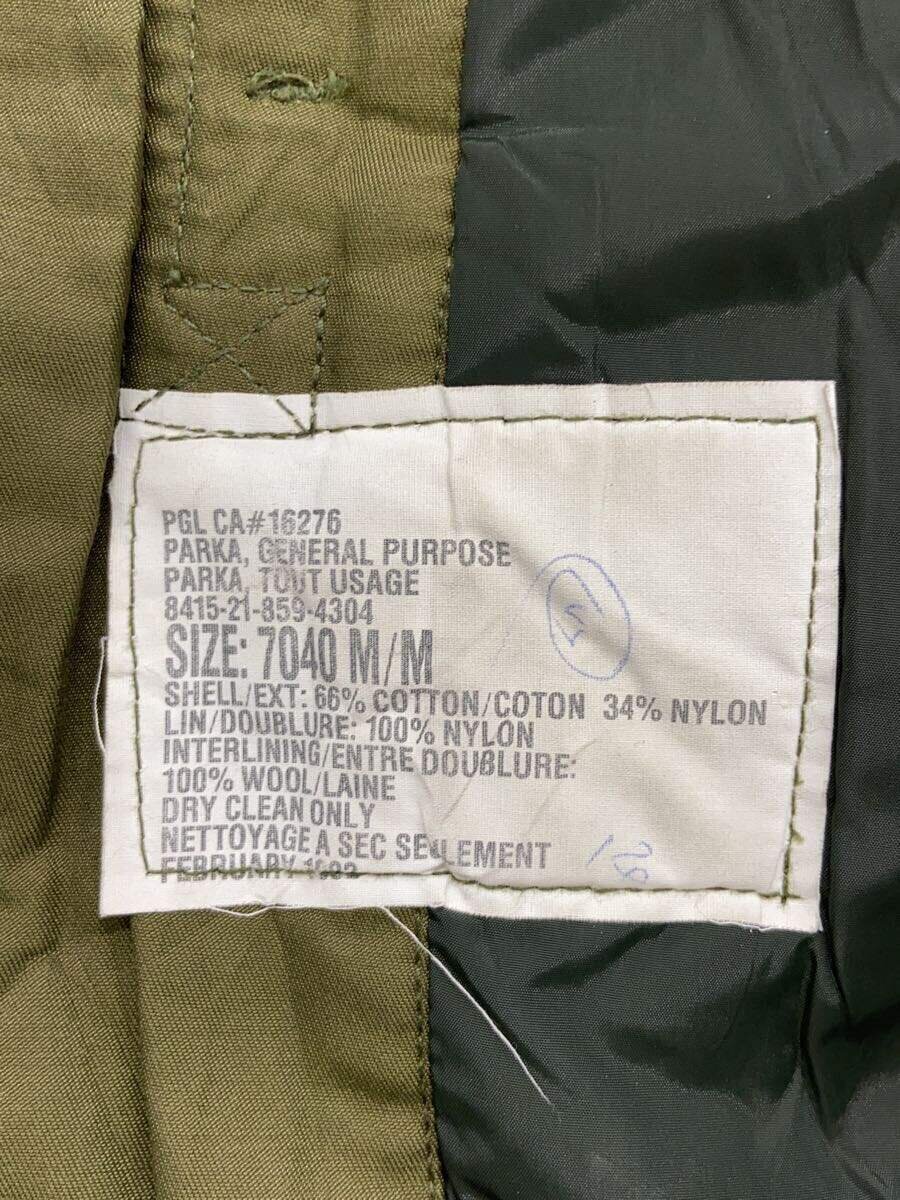 PGL CA#16276
PARKA, GENERAL PURPOSE
PARKA, TOUT USAGE
8415-21-859-4304
SIZE: 7040 M/M
SHELL/EXT: 66% COTTON/COTON 34% NYLON
LIN/DOUBLURE: 100% NYLON
INTERLINING/ENTRE DOUBLURE:
100% WOOL/LAINE
DRY CLEAN ONLY
NETTOYAGE A SEC SEULEMENT
FEBRUARY